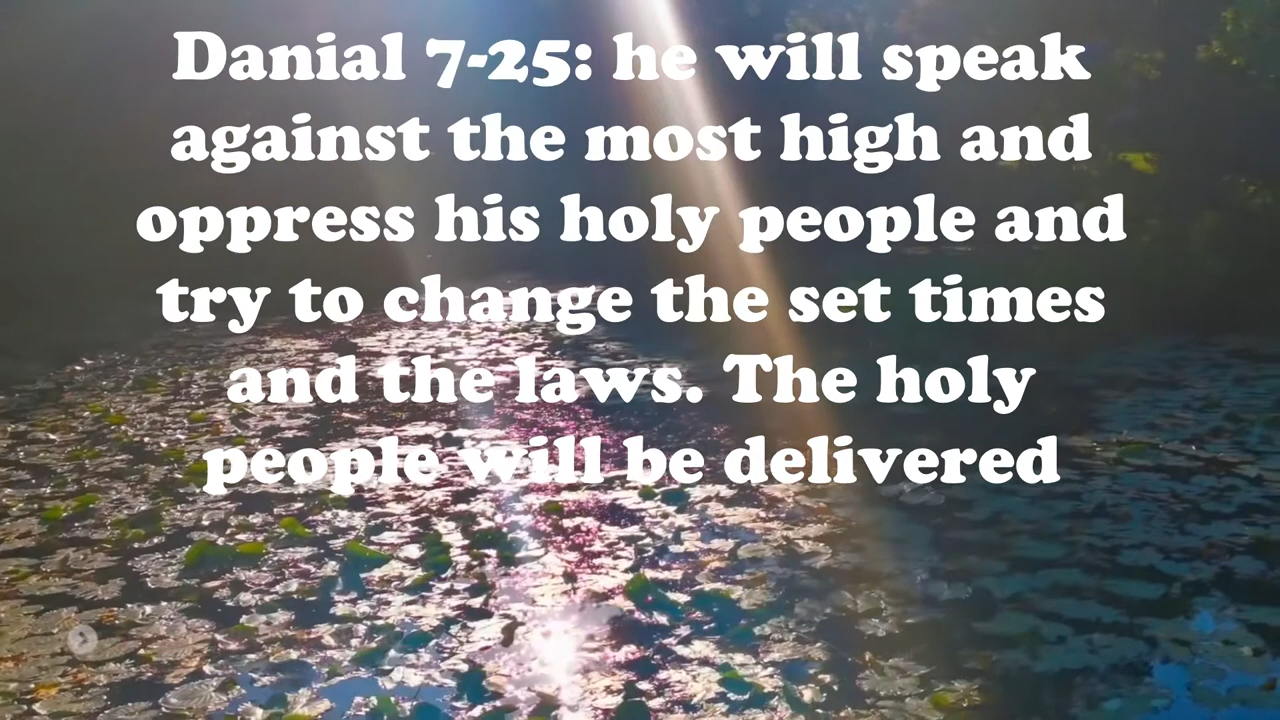 Danial 7-25: he will speak
against the most high and
oppress his holy people and
try to change the set times
and the laws. The holy
people will be delivered